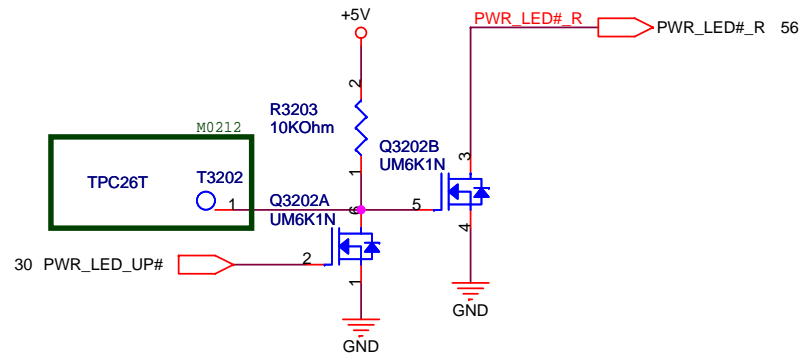 +5V
PWR_LED#_R
PWR_LED#_R 56
2
R3203
10KOhm
M0212
Q3202B
UM6K1N
3
TPC26T
T3202
1
1
Q3202A
UM6K1N
6
5
4
30 PWR_LED_UP#
2
1
GND
GND